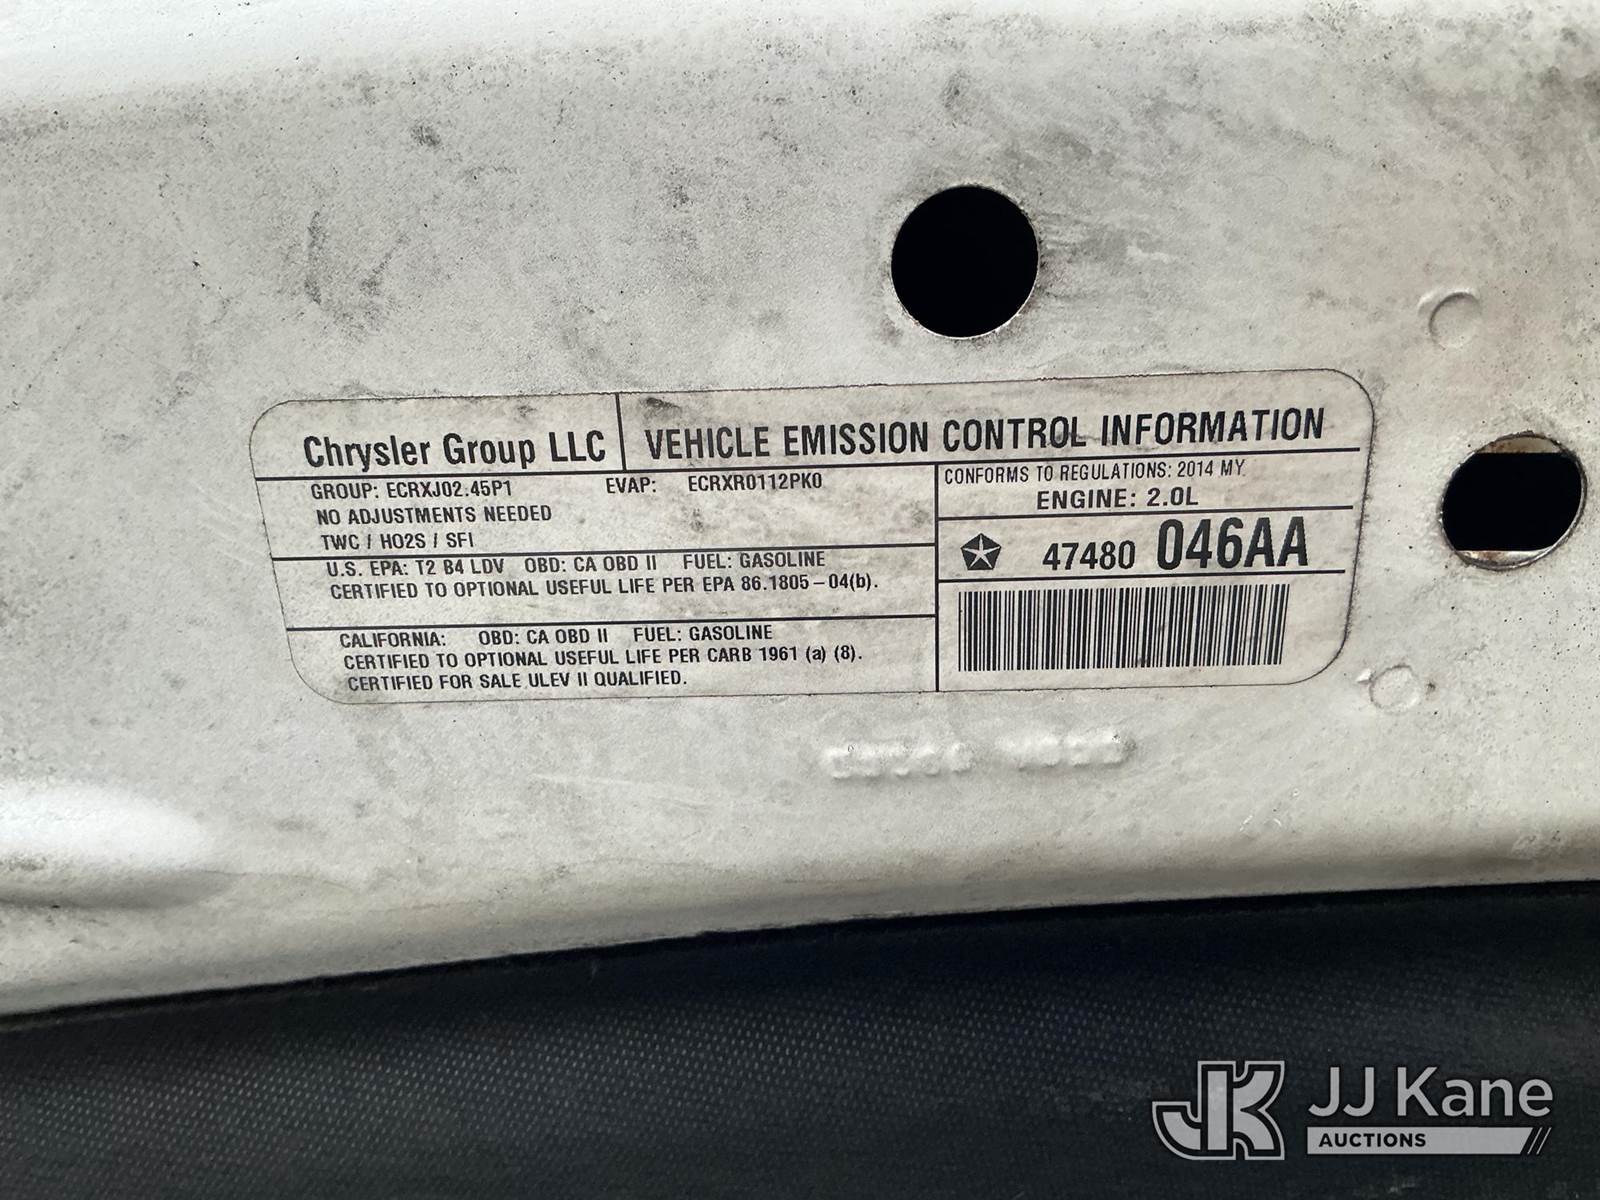 Chrysler Group LLC
VEHICLE EMISSION CONTROL INFORMATION
GROUP: ECRXJ02.45P1 EVAP: ECRXR0112PK0
NO ADJUSTMENTS NEEDED
TWC / HO2S / SFI
U.S. EPA: T2 B4 LDV OBD: CA OBD II FUEL: GASOLINE
CERTIFIED TO OPTIONAL USEFUL LIFE PER EPA 86.1805-04(b).
CALIFORNIA: OBD: CA OBD II FUEL: GASOLINE
CERTIFIED TO OPTIONAL USEFUL LIFE PER CARB 1961 (a) (8).
CERTIFIED FOR SALE ULEV II QUALIFIED.
CONFORMS TO REGULATIONS: 2014 MY
ENGINE: 2.0L
47480 046AA
JK JJ Kane
AUCTIONS